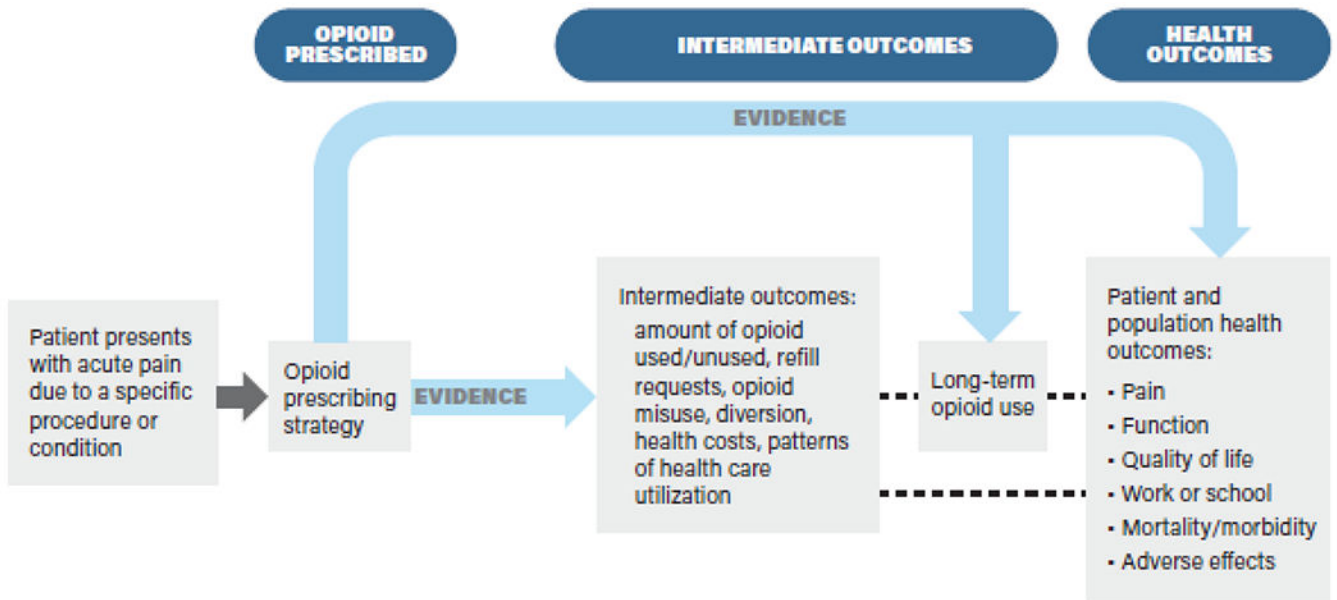 OPIOID
PRESCRIBED
INTERMEDIATE OUTCOMES
HEALTH
OUTCOMES
EVIDENCE
Patient presents
with acute pain
due to a specific
procedure or
condition
Opioid
prescribing
strategy
EVIDENCE
Intermediate outcomes:
amount of opioid
used/unused, refill
requests, opioid
misuse, diversion,
health costs, patterns
of health care
utilization
Long-term
opioid use
Patient and
population health
outcomes:
▪ Pain
▪ Function
▪ Quality of life
▪ Work or school
▪ Mortality/morbidity
▪ Adverse effects